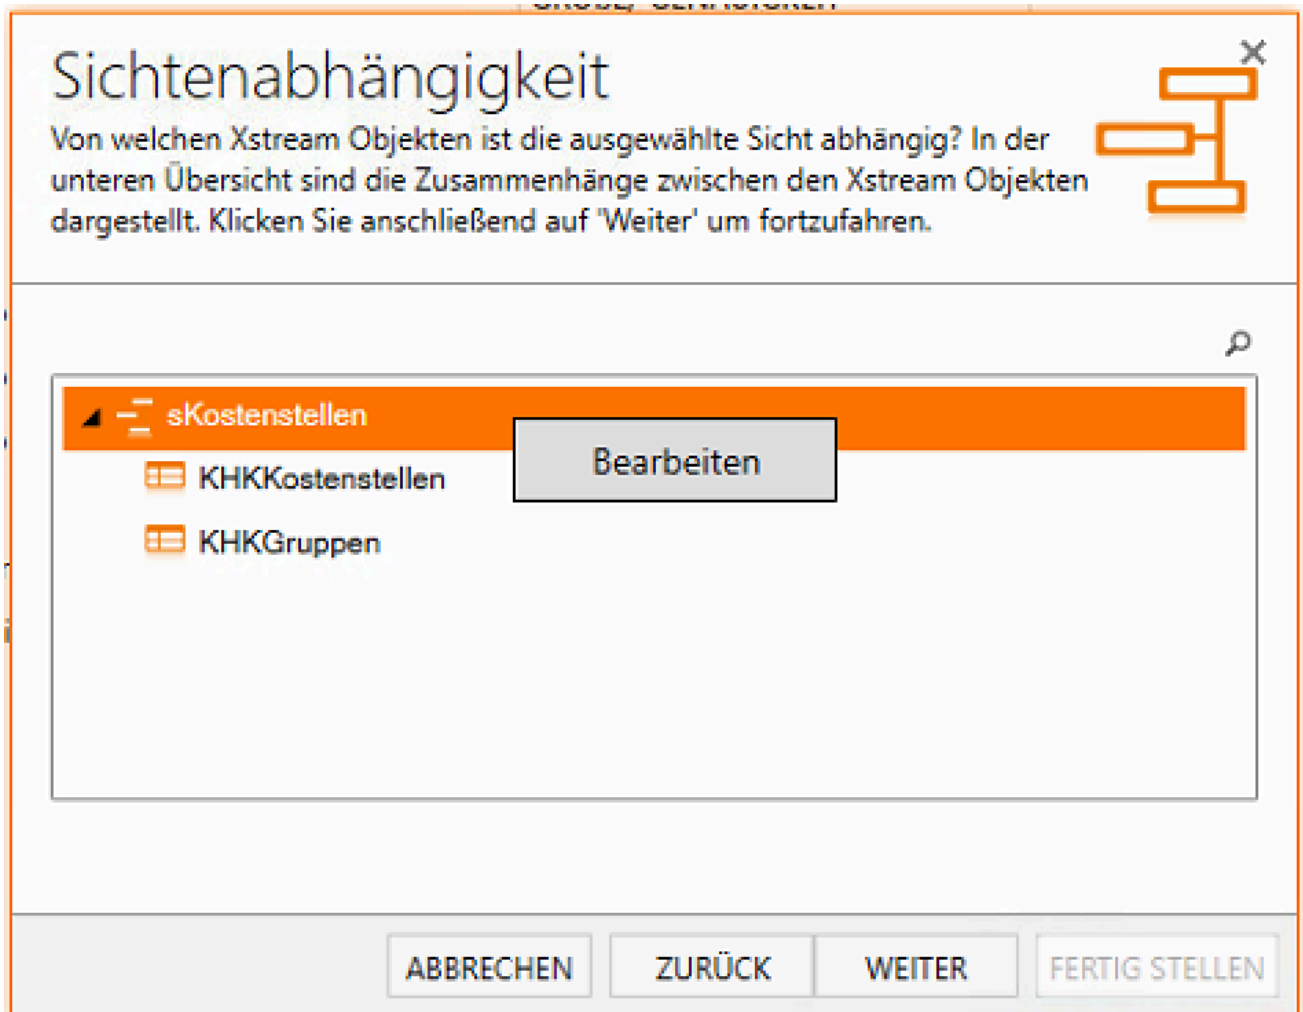 Sichtenabhängigkeit
Von welchen Xstream Objekten ist die ausgewählte Sicht abhängig? In der
unteren Übersicht sind die Zusammenhänge zwischen den Xstream Objekten
dargestellt. Klicken Sie anschließend auf 'Weiter' um fortzufahren.
sKostenstellen
Bearbeiten
KHKKostenstellen
KHKGruppen
ABBRECHEN
ZURÜCK
WEITER
FERTIG STELLEN